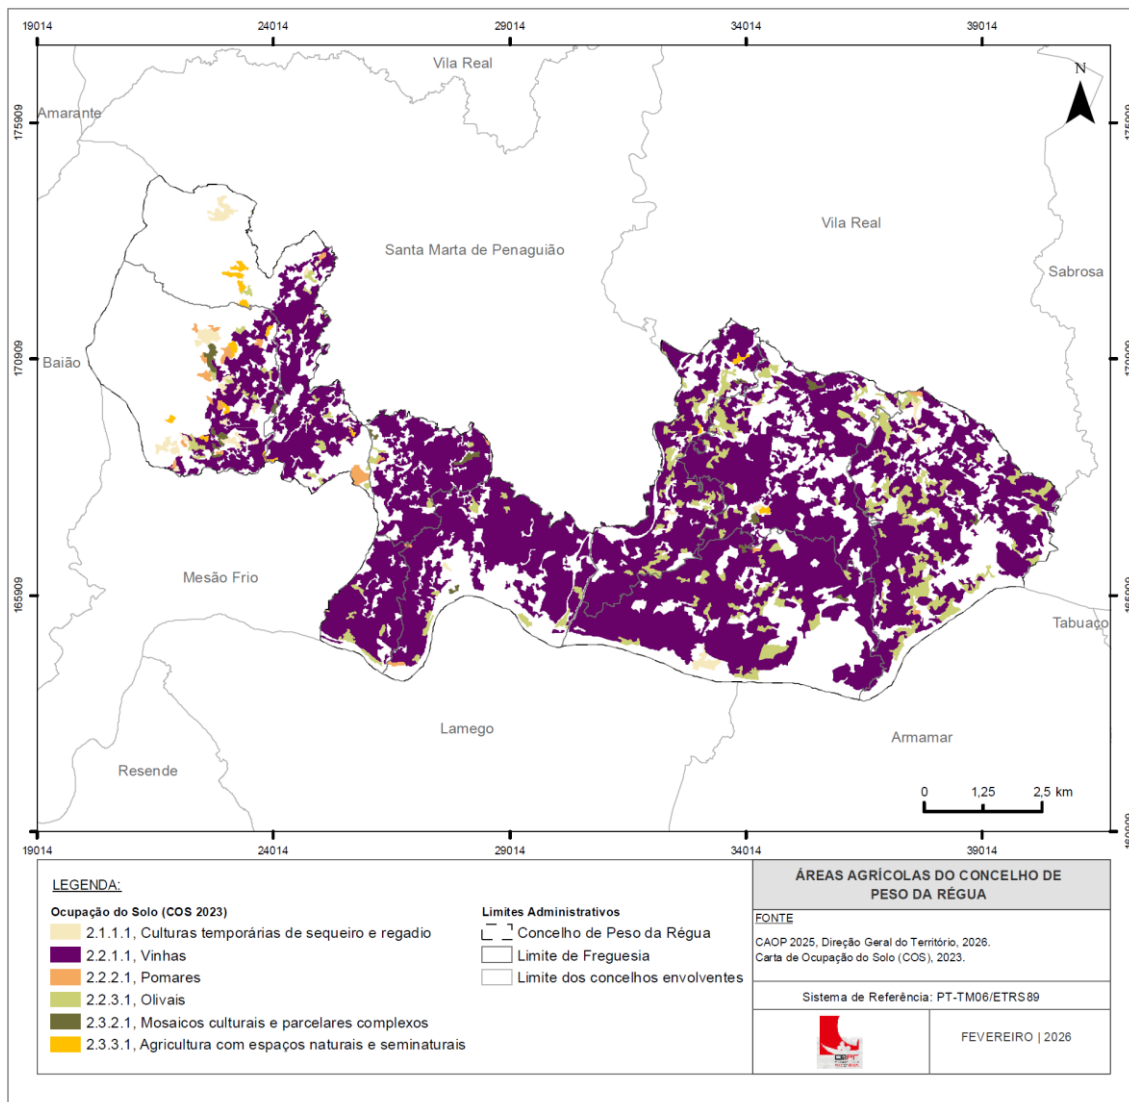 19014 24014 29014 34014 39014
Vila Real
N
Amarante
175909 175909
Vila Real
Santa Marta de Penaguião
Sabrosa
Baião
170909 170909
Mesão Frio
165909 165909
Tabuaço
Lamego
Armamar
Resende
0 1,25 2,5 km
160909
19014 24014 29014 34014 39014
LEGENDA:
Ocupação do Solo (COS 2023)
2.1.1.1, Culturas temporárias de sequeiro e regadio
2.2.1.1, Vinhas
2.2.2.1, Pomares
2.2.3.1, Olivais
2.3.2.1, Mosaicos culturais e parcelares complexos
2.3.3.1, Agricultura com espaços naturais e seminaturais
Limites Administrativos
Concelho de Peso da Régua
Limite de Freguesia
Limite dos concelhos envolventes
ÁREAS AGRÍCOLAS DO CONCELHO DE
PESO DA RÉGUA
FONTE
CAOP 2025, Direção Geral do Território, 2026.
Carta de Ocupação do Solo (COS), 2023.
Sistema de Referência: PT-TM06/ETRS89
FEVEREIRO | 2026